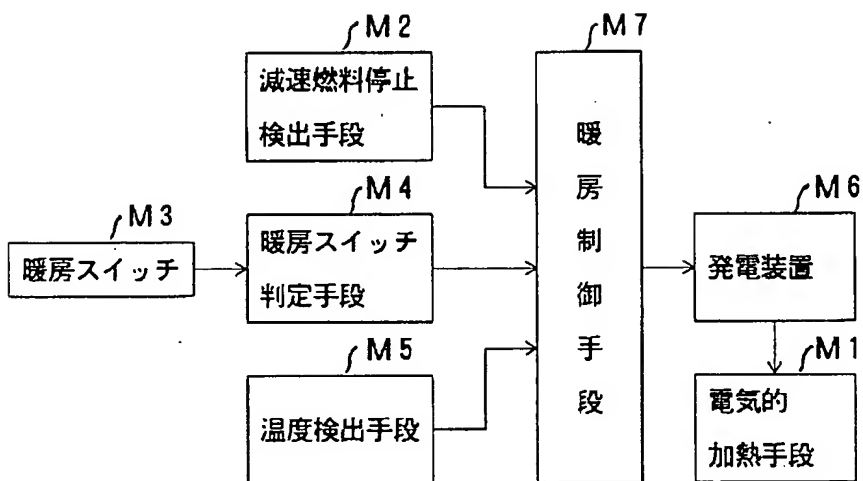 M2
減速燃料停止
検出手段
M3
暖房スイッチ
M4
暖房スイッチ
判定手段
M5
温度検出手段
M7
暖
房
制
御
手
段
M6
発電装置
M1
電気的
加熱手段